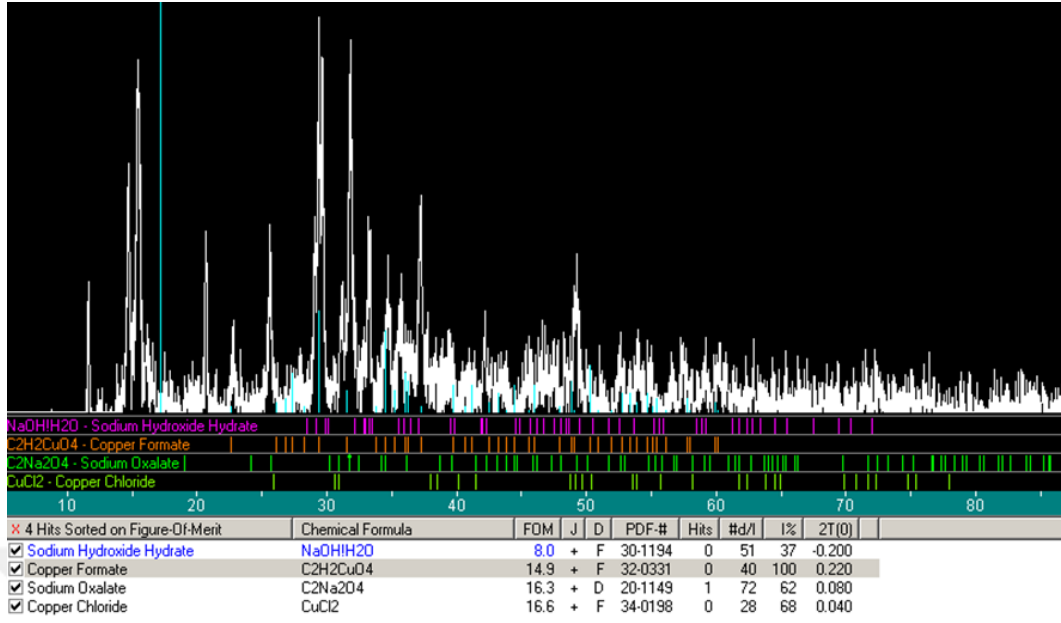 NaOH!H2O - Sodium Hydroxide Hydrate
C2H2CuO4 - Copper Formate
C2Na2O4 - Sodium Oxalate
CuCl2 - Copper Chloride
10 20 30 40 50 60 70 80
× 4 Hits Sorted on Figure-Of-Merit Chemical Formula FOM J D PDF-# Hits #d/I I% 2T(0)
Sodium Hydroxide Hydrate NaOH!H2O 8.0 + F 30-1194 0 51 37 -0.200
Copper Formate C2H2CuO4 14.9 + F 32-0331 0 40 100 0.220
Sodium Oxalate C2Na2O4 16.3 + D 20-1149 1 72 62 0.080
Copper Chloride CuCl2 16.6 + F 34-0198 0 28 68 0.040